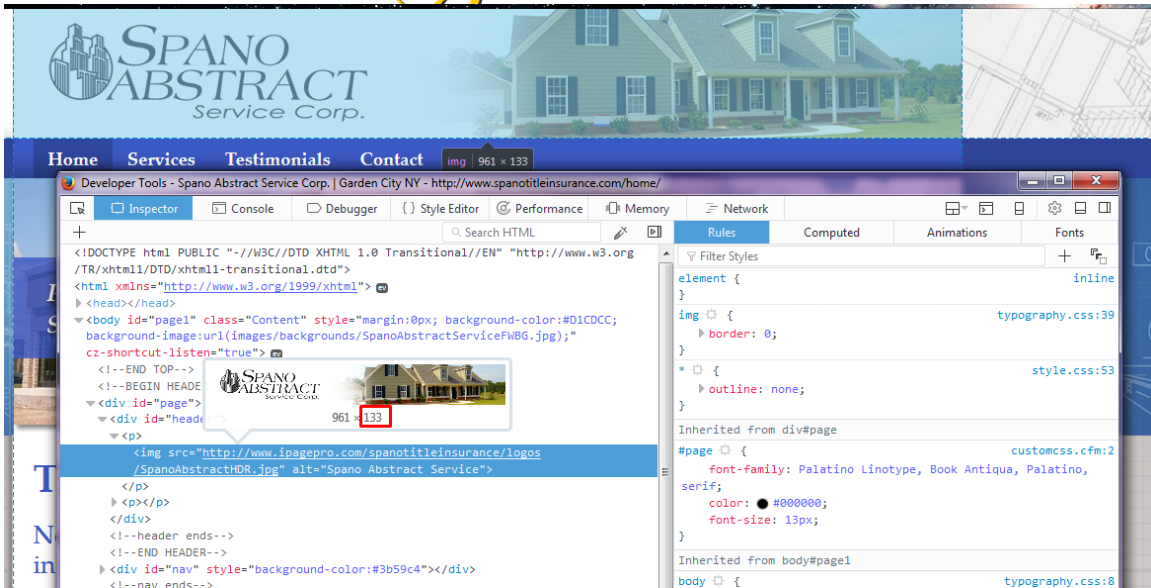 SPANO
ABSTRACT
Service Corp.
Home Services Testimonials Contact
img 961 × 133
Developer Tools - Spano Abstract Service Corp. | Garden City NY - http://www.spanotitleinsurance.com/home/
Inspector Console Debugger { } Style Editor Performance Memory Network
+ Search HTML
Rules Computed Animations Fonts
Filter Styles +
<!DOCTYPE html PUBLIC "-//W3C//DTD XHTML 1.0 Transitional//EN" "http://www.w3.org
/TR/xhtml1/DTD/xhtml1-transitional.dtd">
<html xmlns="http://www.w3.org/1999/xhtml"> ev
<head></head>
<body id="page1" class="Content" style="margin:0px; background-color:#D1CDCC;
background-image:url(images/backgrounds/SpanoAbstractServiceFWBG.jpg);"
cz-shortcut-listen="true"> ev
<!--END TOP-->
<!--BEGIN HEADE
<div id="page">
<div id="header">
SPANO
ABSTRACT
Service Corp.
961 × 133
<p>
<img src="http://www.ipagepro.com/spanotitleinsurance/logos
/SpanoAbstractHDR.jpg" alt="Spano Abstract Service">
</p>
<p></p>
</div>
<!--header ends-->
<!--END HEADER-->
<div id="nav" style="background-color:#3b59c4"></div>
<!--nav ends-->
element { inline
}
img { typography.css:39
border: 0;
}
* { style.css:53
outline: none;
}
Inherited from div#page
#page { customcss.cfm:2
font-family: Palatino Linotype, Book Antiqua, Palatino,
serif;
color: #000000;
font-size: 13px;
}
Inherited from body#page1
body { typography.css:8